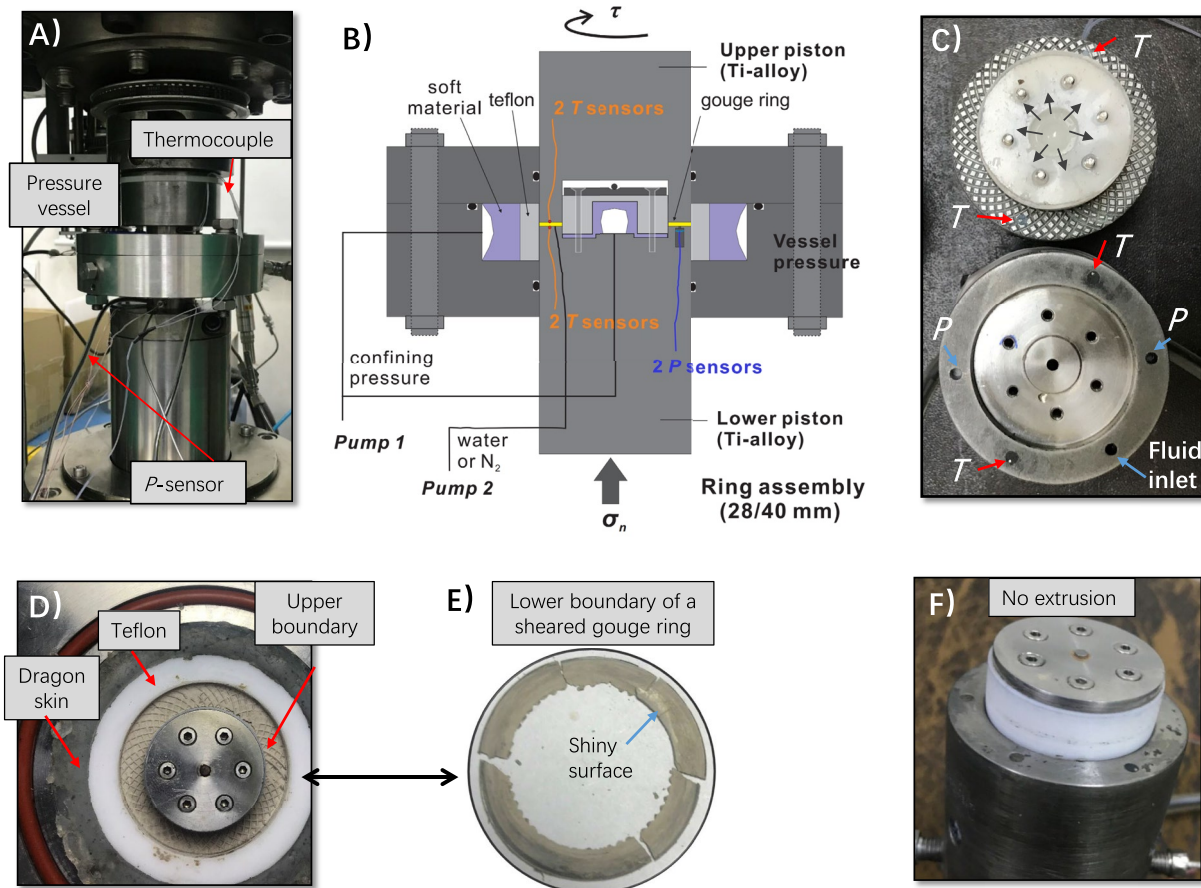 A)
Thermocouple
Pressure
vessel
P-sensor
B)
τ
Upper piston
(Ti-alloy)
soft
material
teflon
2 T sensors
gouge ring
Vessel
pressure
2 T sensors
confining
pressure
2 P sensors
Pump 1
water
or N₂
Pump 2
Lower piston
(Ti-alloy)
Ring assembly
(28/40 mm)
σₙ
C)
T
T
T
P
P
T
Fluid
inlet
D)
Teflon
Upper
boundary
Dragon
skin
E)
Lower boundary of a
sheared gouge ring
Shiny
surface
F)
No extrusion